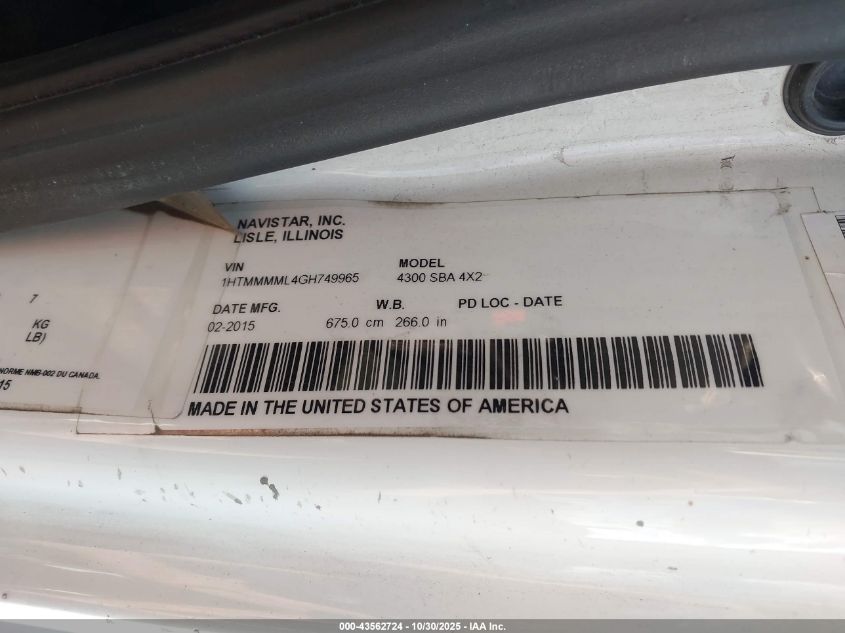 NAVISTAR, INC.
LISLE, ILLINOIS
VIN MODEL
1HTMMMML4GH749965 4300 SBA 4X2
DATE MFG. W.B. PD LOC - DATE
02-2015 675.0 cm 266.0 in
MADE IN THE UNITED STATES OF AMERICA
7
KG
LB)
NORME NMB-002 DU CANADA.
15
000-43562724 - 10/30/2025 - IAA Inc.